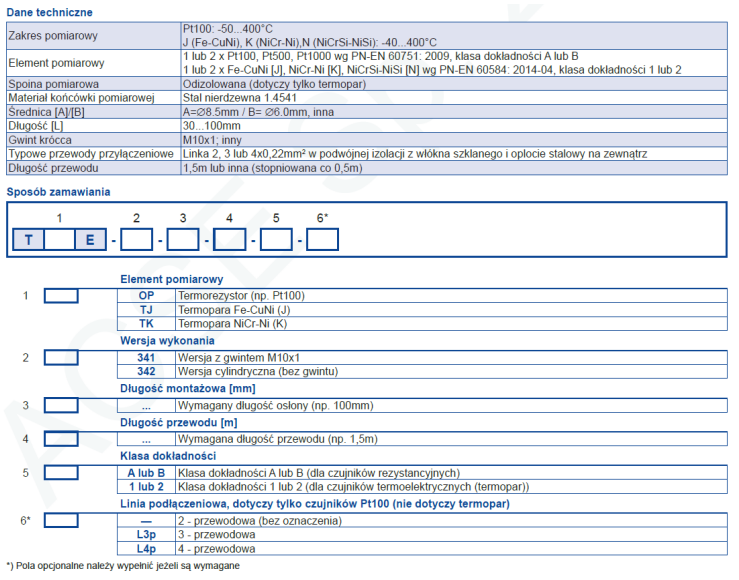 Dane techniczne
Zakres pomiarowy Pt100: -50...400°C
J (Fe-CuNi), K (NiCr-Ni),N (NiCrSi-NiSi): -40...400°C
Element pomiarowy 1 lub 2 x Pt100, Pt500, Pt1000 wg PN-EN 60751: 2009, klasa dokładności A lub B
1 lub 2 x Fe-CuNi [J], NiCr-Ni [K], NiCrSi-NiSi [N] wg PN-EN 60584: 2014-04, klasa dokładności 1 lub 2
Spoina pomiarowa Odizolowana (dotyczy tylko termopar)
Materiał końcówki pomiarowej Stal nierdzewna 1.4541
Średnica [A]/[B] A=∅8.5mm / B= ∅6.0mm, inna
Długość [L] 30...100mm
Gwint krócca M10x1; inny
Typowe przewody przyłączeniowe Linka 2, 3 lub 4x0,22mm² w podwójnej izolacji z włókna szklanego i oplocie stalowy na zewnątrz
Długość przewodu 1,5m lub inna (stopniowana co 0,5m)
Sposób zamawiania
1 2 3 4 5 6*
T E - - - - -
Element pomiarowy
1 OP Termorezystor (np. Pt100)
TJ Termopara Fe-CuNi (J)
TK Termopara NiCr-Ni (K)
Wersja wykonania
2 341 Wersja z gwintem M10x1
342 Wersja cylindryczna (bez gwintu)
Długość montażowa [mm]
3 ... Wymagany długość osłony (np. 100mm)
Długość przewodu [m]
4 ... Wymagana długość przewodu (np. 1,5m)
Klasa dokładności
5 A lub B Klasa dokładności A lub B (dla czujników rezystancyjnych)
1 lub 2 Klasa dokładności 1 lub 2 (dla czujników termoelektrycznych (termopar))
Linia podłączeniowa, dotyczy tylko czujników Pt100 (nie dotyczy termopar)
6* — 2 - przewodowa (bez oznaczenia)
L3p 3 - przewodowa
L4p 4 - przewodowa
*) Pola opcjonalne należy wypełnić jeżeli są wymagane